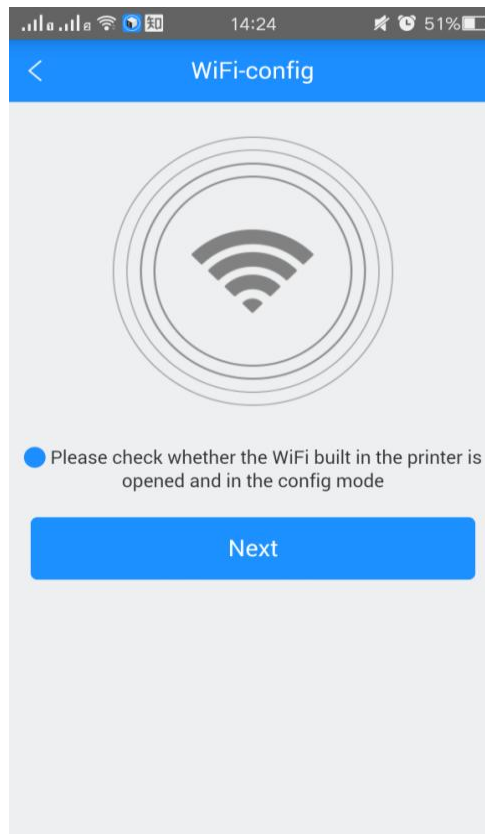 知 14:24 51%
WiFi-config
Please check whether the WiFi built in the printer is
opened and in the config mode
Next